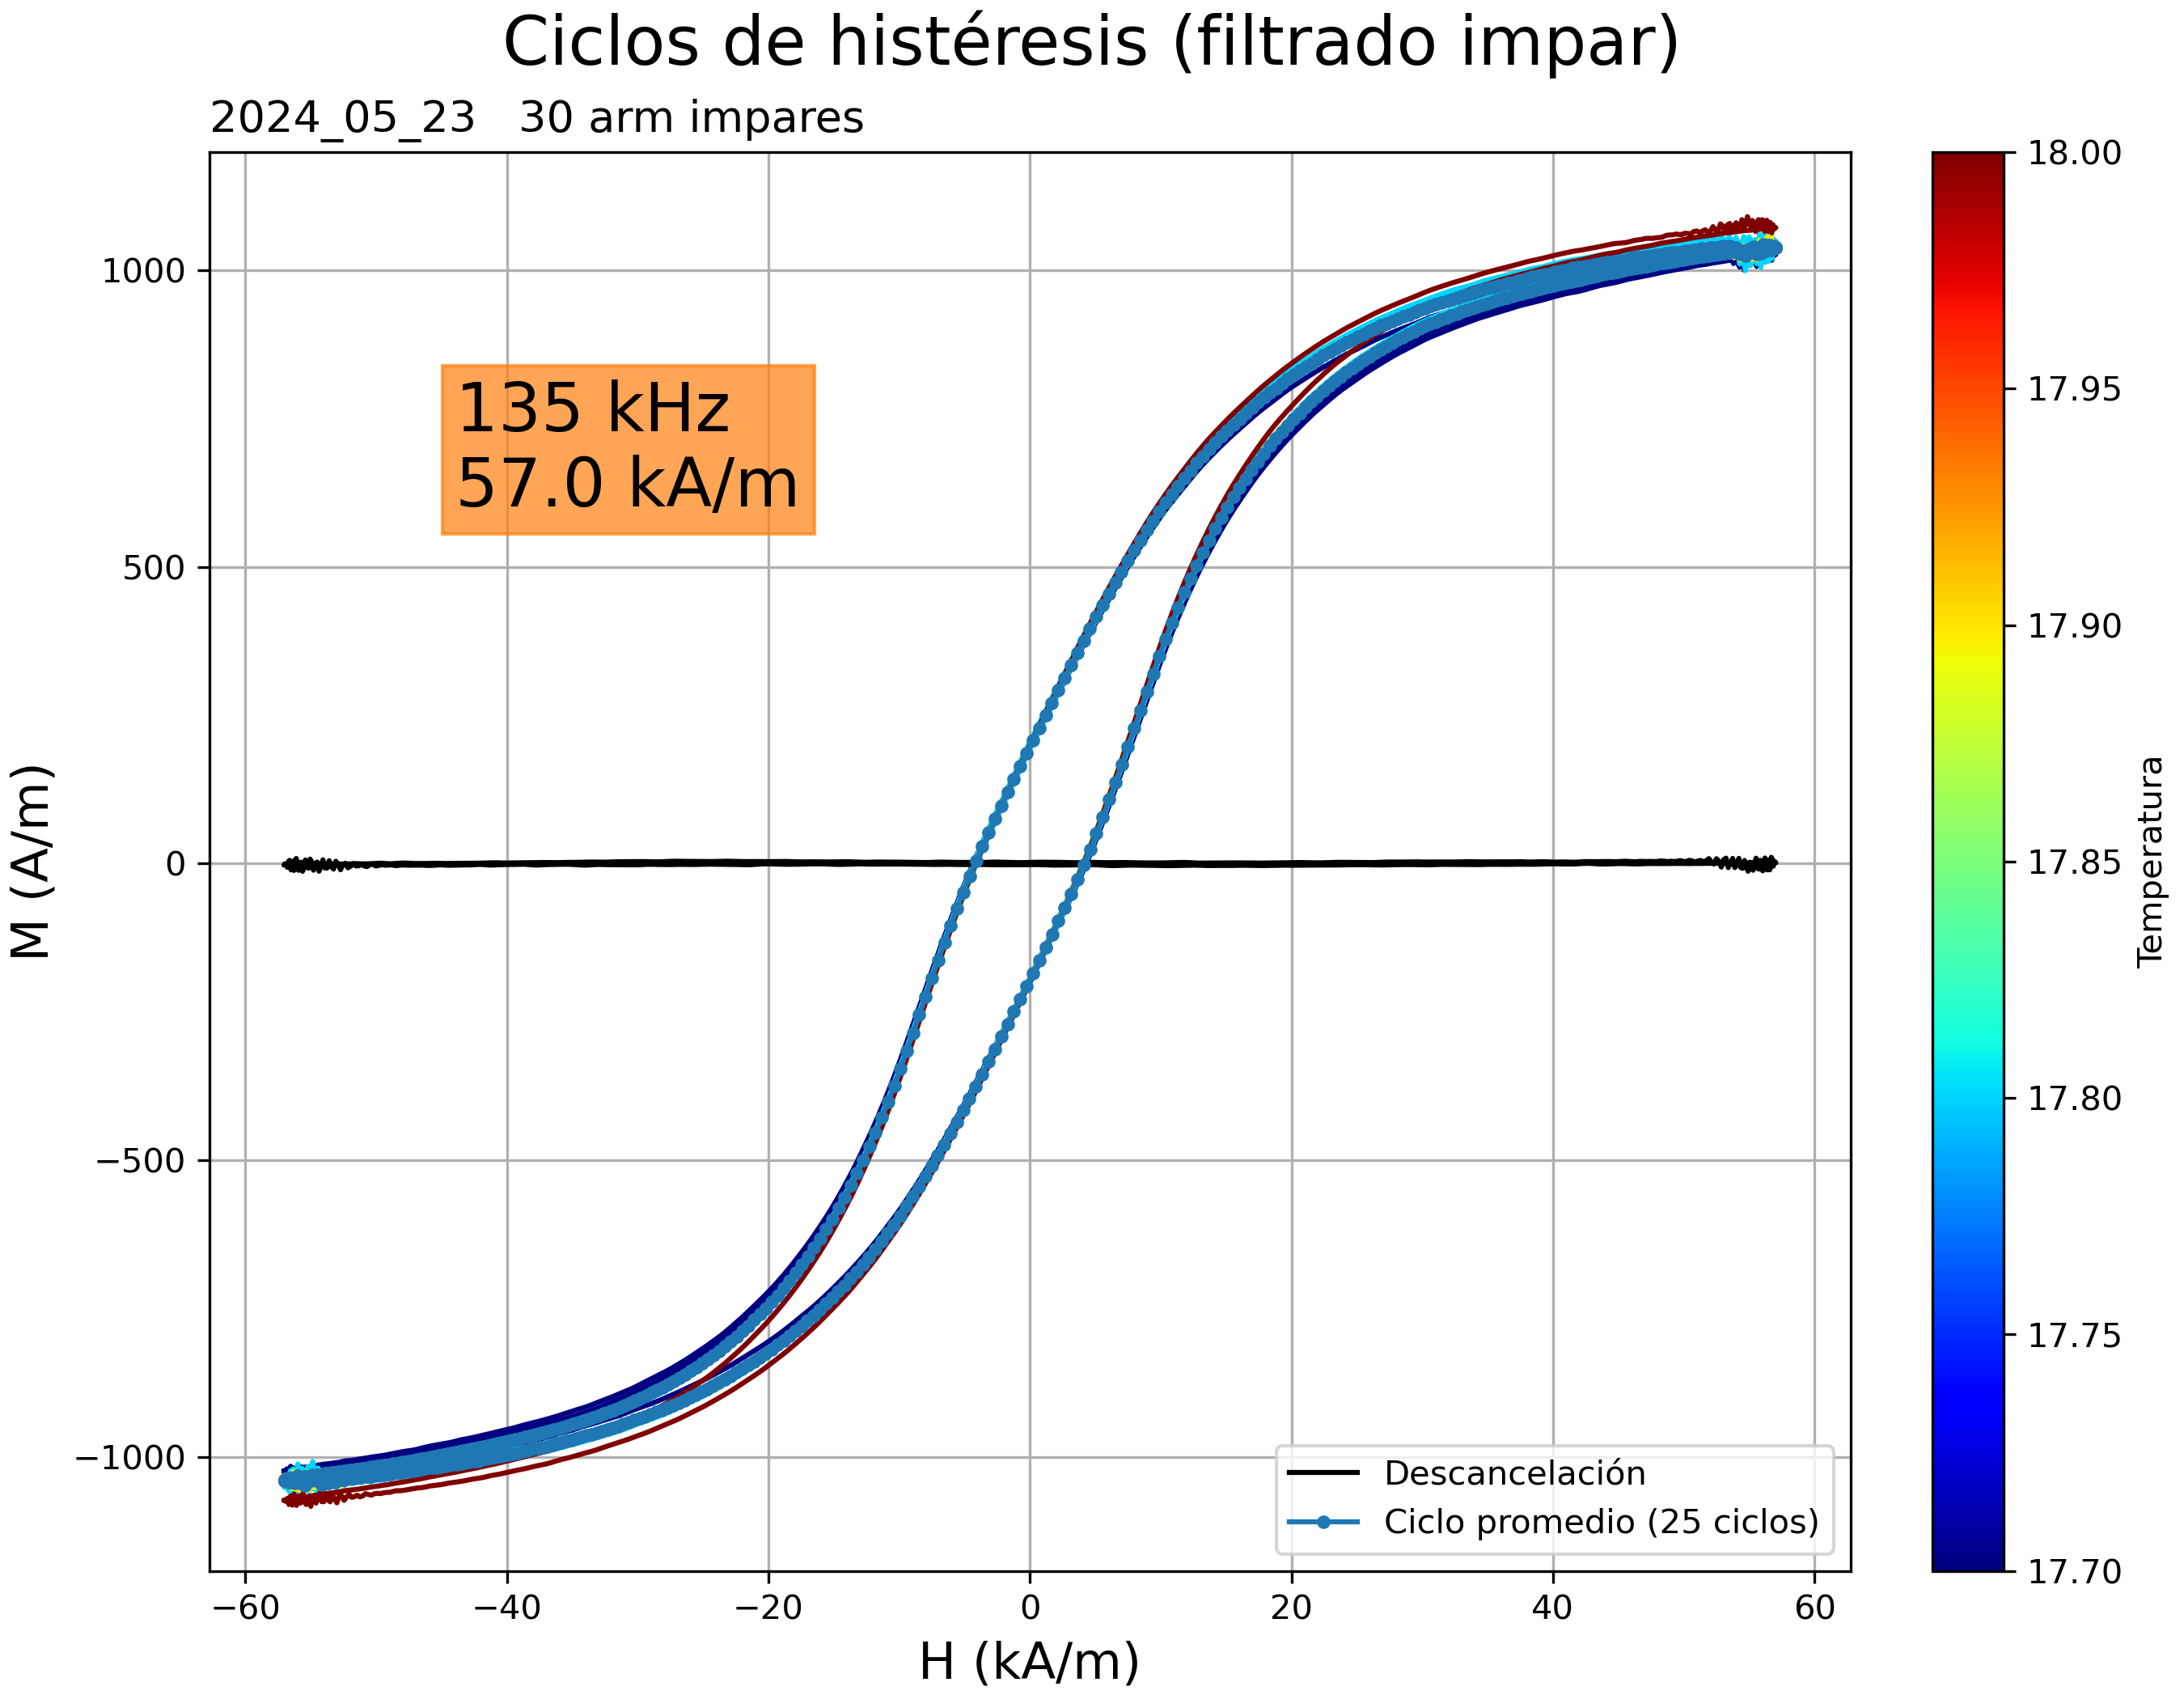 Ciclos de histéresis (filtrado impar)
2024_05_23   30 arm impares
135 kHz
57.0 kA/m
M (A/m)
1000
500
0
−500
−1000
−60
−40
−20
0
20
40
60
H (kA/m)
Descancelación
Ciclo promedio (25 ciclos)
18.00
17.95
17.90
17.85
17.80
17.75
17.70
Temperatura